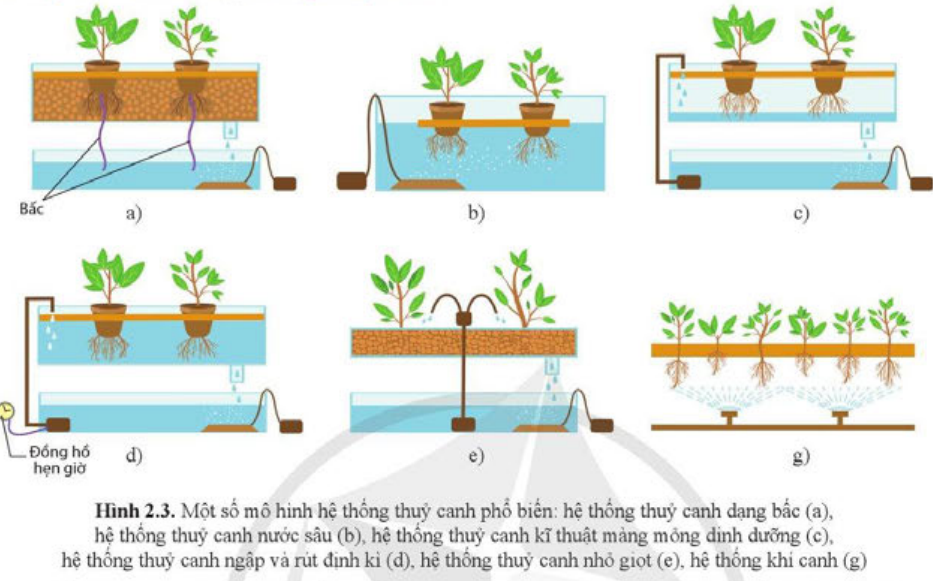 Bấc
a)
b)
c)
Đồng hồ
hẹn giờ
d)
e)
g)
Hình 2.3. Một số mô hình hệ thống thuỷ canh phổ biến: hệ thống thuỷ canh dạng bấc (a),
hệ thống thuỷ canh nước sâu (b), hệ thống thuỷ canh kĩ thuật màng mỏng dinh dưỡng (c),
hệ thống thuỷ canh ngập và rút định kì (d), hệ thống thuỷ canh nhỏ giọt (e), hệ thống khí canh (g)